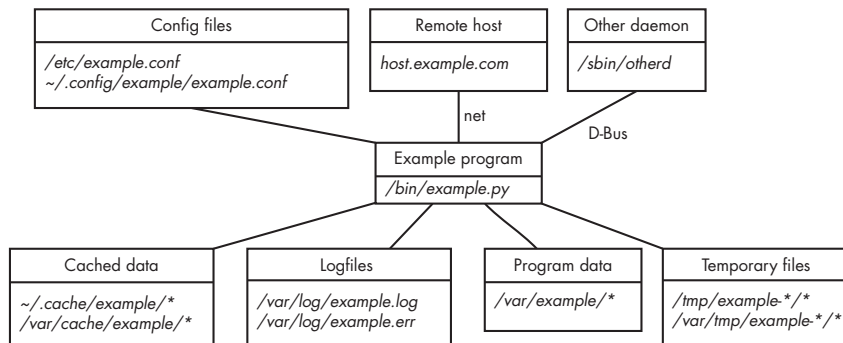 Config files
/etc/example.conf
~/.config/example/example.conf
Remote host
host.example.com
Other daemon
/sbin/otherd
net
D-Bus
Example program
/bin/example.py
Cached data
~/.cache/example/*
/var/cache/example/*
Logfiles
/var/log/example.log
/var/log/example.err
Program data
/var/example/*
Temporary files
/tmp/example-*/*
/var/tmp/example-*/*